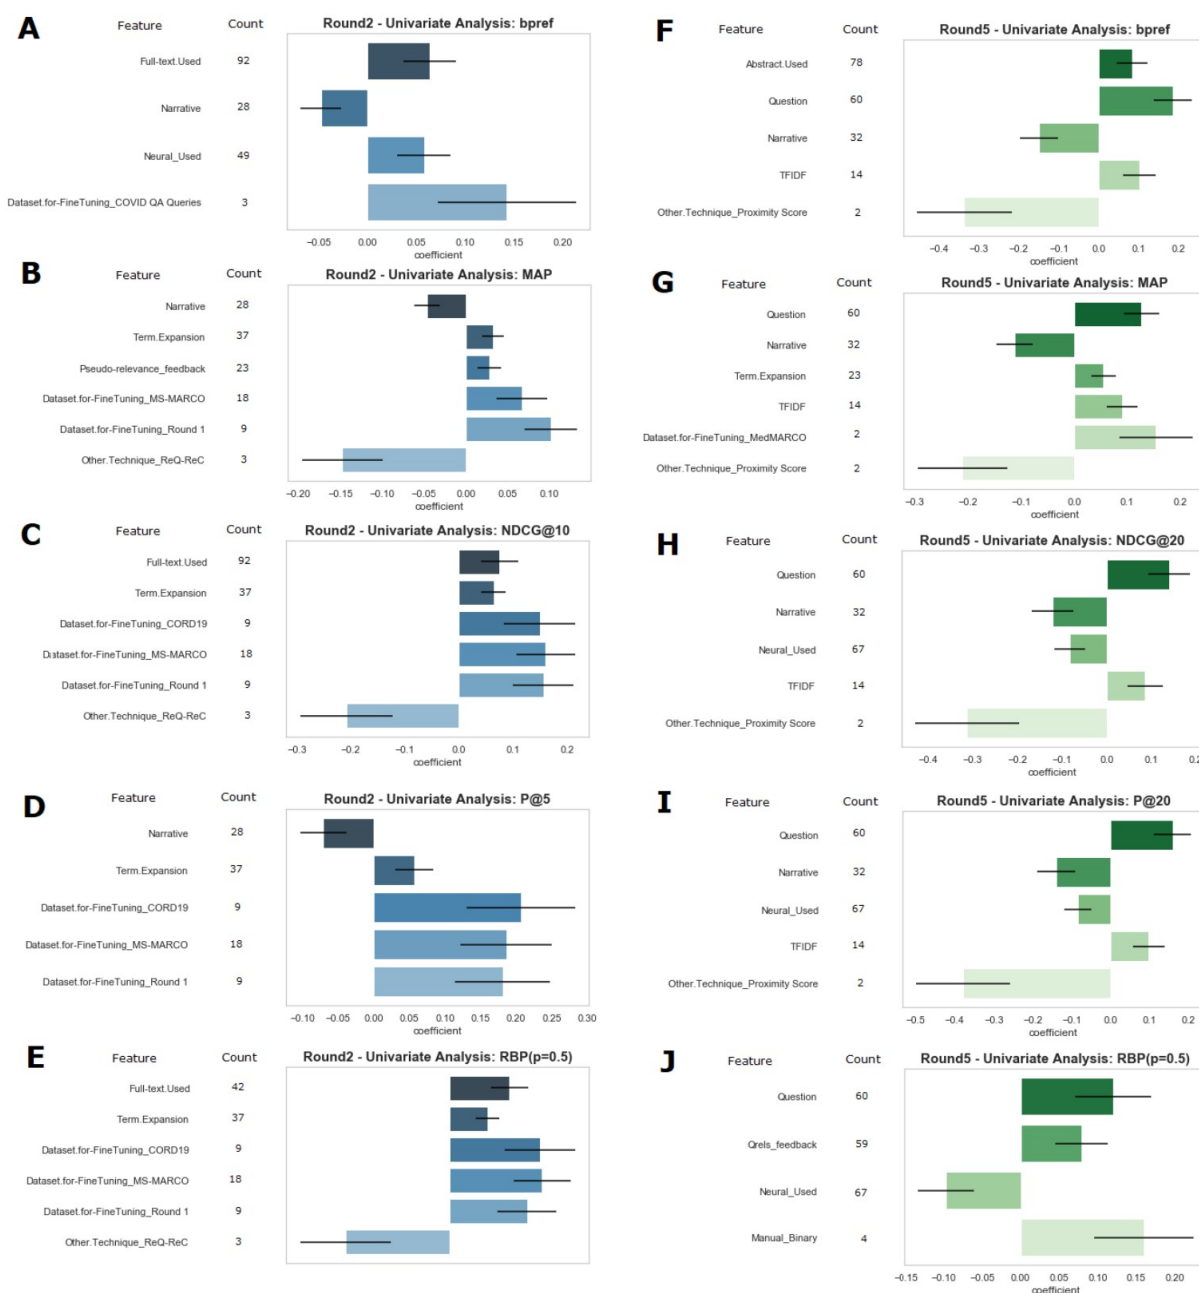 A
Feature Count Round2 - Univariate Analysis: bpref
Full-text.Used 92
Narrative 28
Neural_Used 49
Dataset.for-FineTuning_COVID QA Queries 3
−0.05 0.00 0.05 0.10 0.15 0.20
coefficient
B
Feature Count Round2 - Univariate Analysis: MAP
Narrative 28
Term.Expansion 37
Pseudo-relevance_feedback 23
Dataset.for-FineTuning_MS-MARCO 18
Dataset.for-FineTuning_Round 1 9
Other.Technique_ReQ-ReC 3
−0.20 −0.15 −0.10 −0.05 0.00 0.05 0.10
coefficient
C
Feature Count Round2 - Univariate Analysis: NDCG@10
Full-text.Used 92
Term.Expansion 37
Dataset.for-FineTuning_CORD19 9
Dataset.for-FineTuning_MS-MARCO 18
Dataset.for-FineTuning_Round 1 9
Other.Technique_ReQ-ReC 3
−0.3 −0.2 −0.1 0.0 0.1 0.2
coefficient
D
Feature Count Round2 - Univariate Analysis: P@5
Narrative 28
Term.Expansion 37
Dataset.for-FineTuning_CORD19 9
Dataset.for-FineTuning_MS-MARCO 18
Dataset.for-FineTuning_Round 1 9
−0.10 −0.05 0.00 0.05 0.10 0.15 0.20 0.25 0.30
coefficient
E
Feature Count Round2 - Univariate Analysis: RBP(p=0.5)
Full-text.Used 42
Term.Expansion 37
Dataset.for-FineTuning_CORD19 9
Dataset.for-FineTuning_MS-MARCO 18
Dataset.for-FineTuning_Round 1 9
Other.Technique_ReQ-ReC 3
F
Feature Count Round5 - Univariate Analysis: bpref
Abstract.Used 78
Question 60
Narrative 32
TFIDF 14
Other.Technique_Proximity Score 2
−0.4 −0.3 −0.2 −0.1 0.0 0.1 0.2
coefficient
G
Feature Count Round5 - Univariate Analysis: MAP
Question 60
Narrative 32
Term.Expansion 23
TFIDF 14
Dataset.for-FineTuning_MedMARCO 2
Other.Technique_Proximity Score 2
−0.3 −0.2 −0.1 0.0 0.1 0.2
coefficient
H
Feature Count Round5 - Univariate Analysis: NDCG@20
Question 60
Narrative 32
Neural_Used 67
TFIDF 14
Other.Technique_Proximity Score 2
−0.4 −0.3 −0.2 −0.1 0.0 0.1 0.2
coefficient
I
Feature Count Round5 - Univariate Analysis: P@20
Question 60
Narrative 32
Neural_Used 67
TFIDF 14
Other.Technique_Proximity Score 2
−0.5 −0.4 −0.3 −0.2 −0.1 0.0 0.1 0.2
coefficient
J
Feature Count Round5 - Univariate Analysis: RBP(p=0.5)
Question 60
Qrels_feedback 59
Neural_Used 67
Manual_Binary 4
−0.15 −0.10 −0.05 0.00 0.05 0.10 0.15 0.20
coefficient